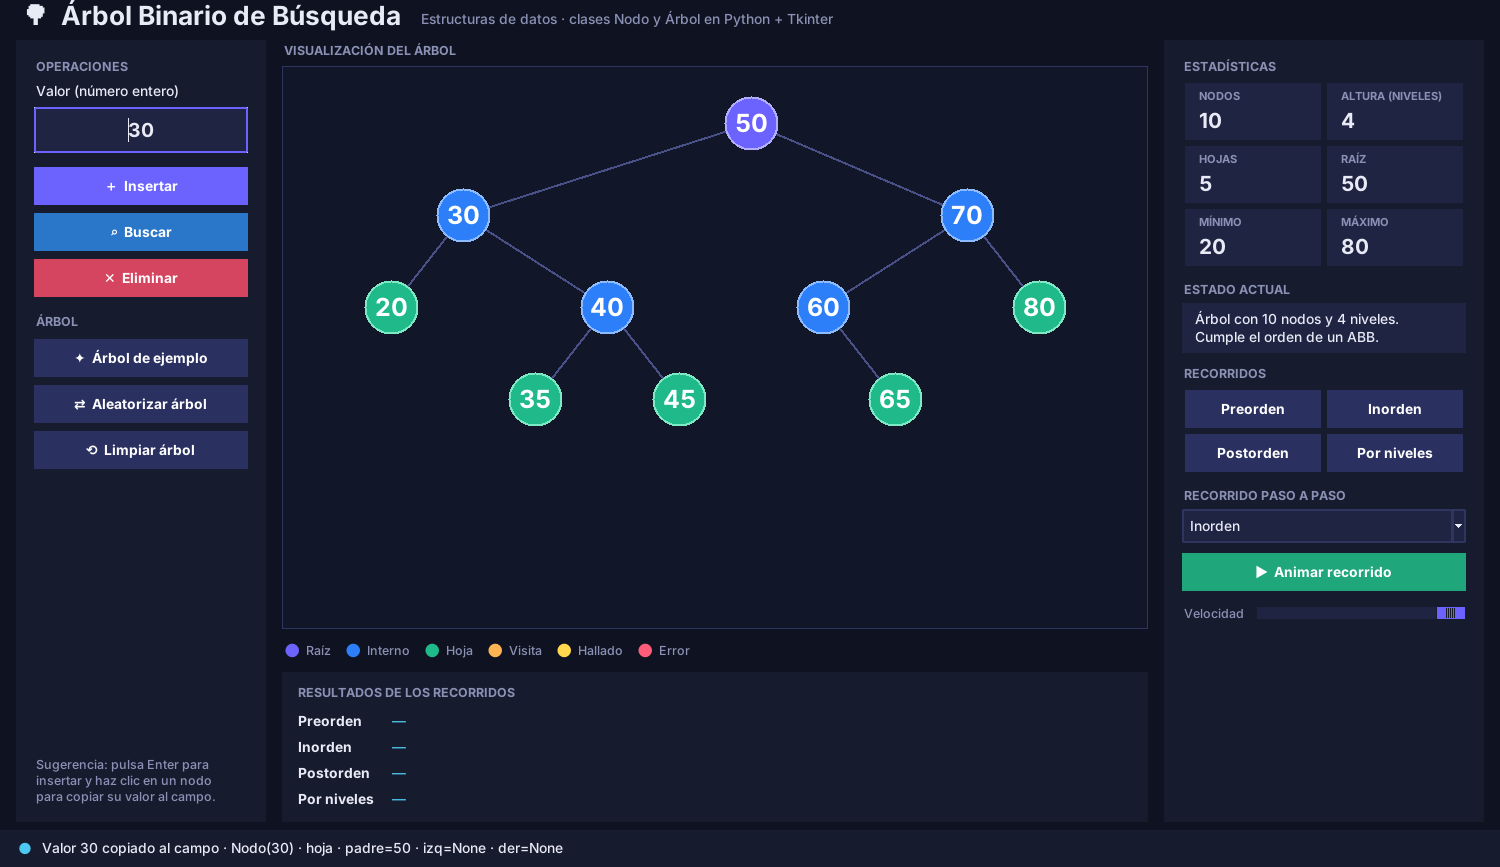 Árbol Binario de Búsqueda
Estructuras de datos · clases Nodo y Árbol en Python + Tkinter
OPERACIONES
Valor (número entero)
30
+ Insertar
⌕ Buscar
✕ Eliminar
ÁRBOL
✦ Árbol de ejemplo
⇄ Aleatorizar árbol
⟲ Limpiar árbol
Sugerencia: pulsa Enter para
insertar y haz clic en un nodo
para copiar su valor al campo.
VISUALIZACIÓN DEL ÁRBOL
50
30 70
20 40 60 80
35 45 65
Raíz Interno Hoja Visita Hallado Error
RESULTADOS DE LOS RECORRIDOS
Preorden —
Inorden —
Postorden —
Por niveles —
ESTADÍSTICAS
NODOS ALTURA (NIVELES)
10 4
HOJAS RAÍZ
5 50
MÍNIMO MÁXIMO
20 80
ESTADO ACTUAL
Árbol con 10 nodos y 4 niveles.
Cumple el orden de un ABB.
RECORRIDOS
Preorden Inorden
Postorden Por niveles
RECORRIDO PASO A PASO
Inorden
▶ Animar recorrido
Velocidad
Valor 30 copiado al campo · Nodo(30) · hoja · padre=50 · izq=None · der=None